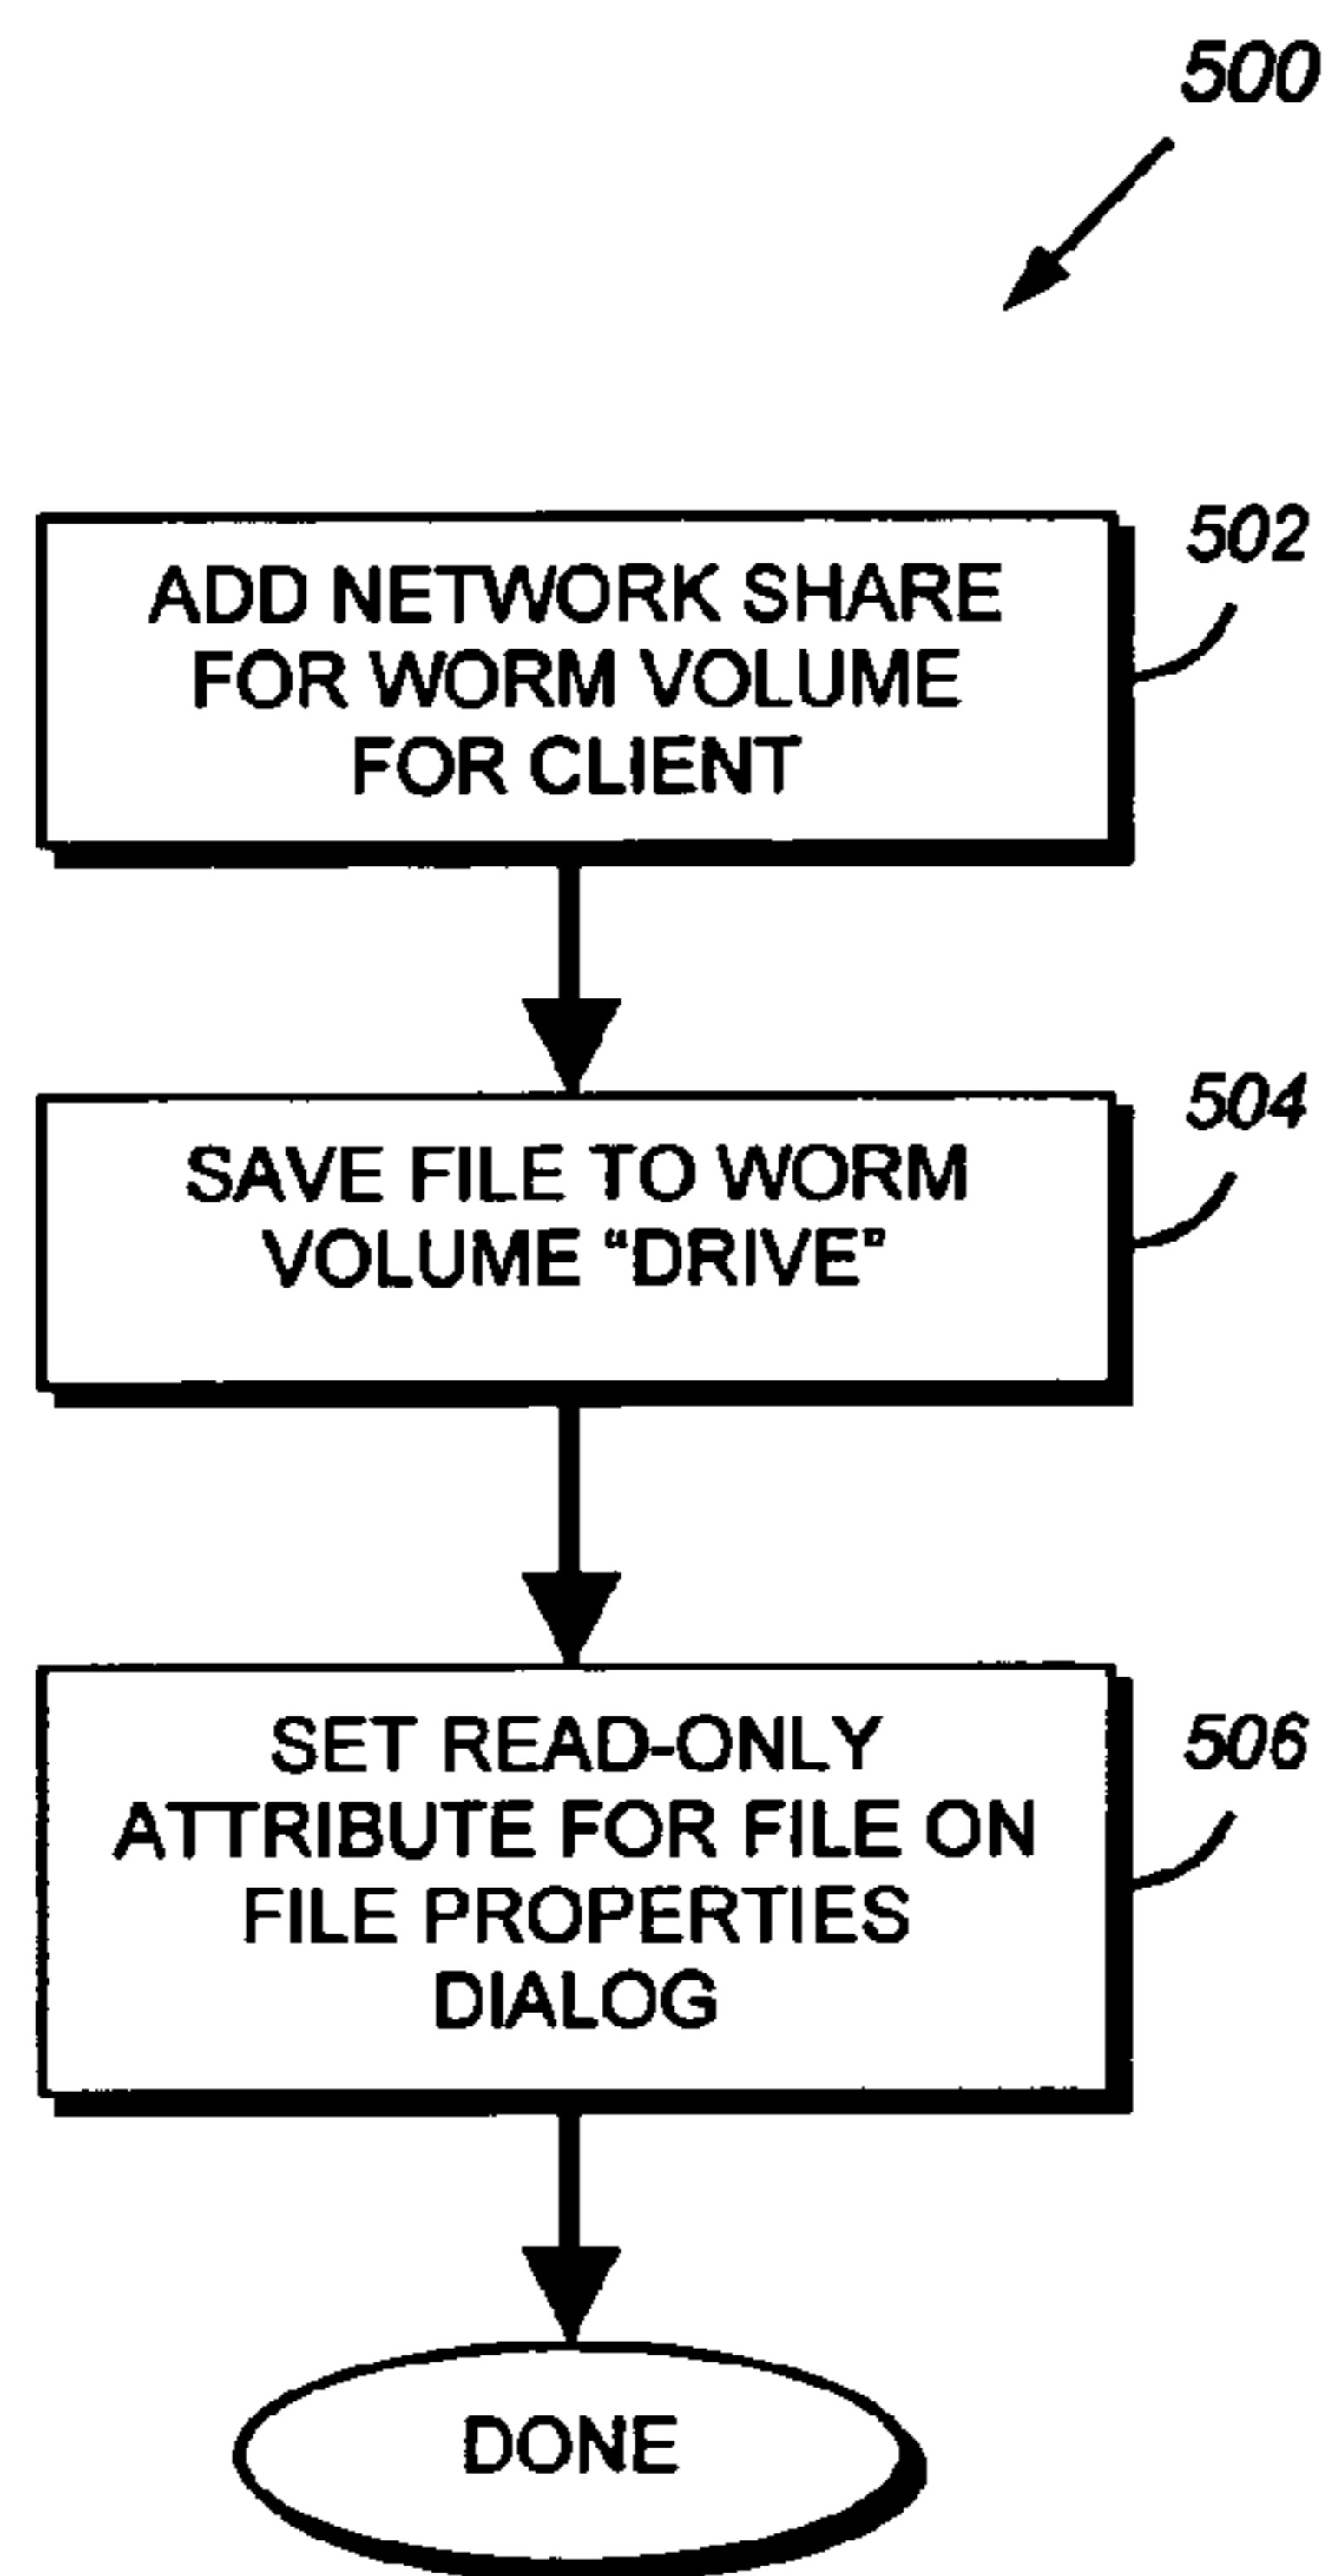 500
ADD NETWORK SHARE
FOR WORM VOLUME
FOR CLIENT
502
SAVE FILE TO WORM
VOLUME “DRIVE”
504
SET READ-ONLY
ATTRIBUTE FOR FILE ON
FILE PROPERTIES
DIALOG
506
DONE